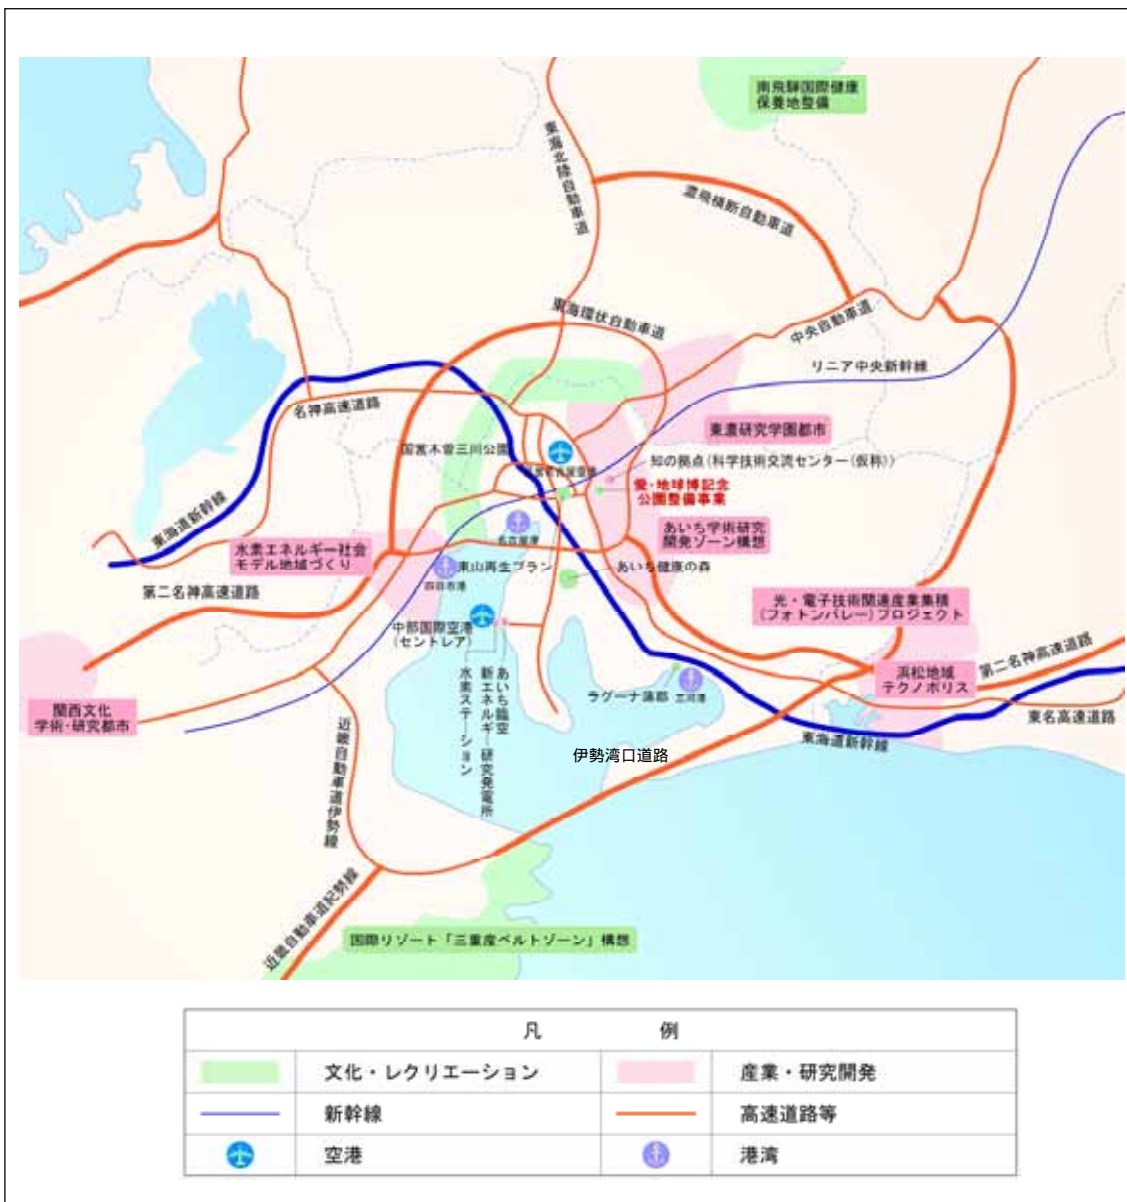 南飛騨国際健康
保養地整備
東海北陸自動車道
濃飛横断自動車道
東海環状自動車道
中央自動車道
リニア中央新幹線
名神高速道路
国営木曽三川公園
東濃研究学園都市
知の拠点(科学技術交流センター(仮称))
愛・地球博記念
公園整備事業
東海道新幹線
名古屋港
あいち学術研究
開発ゾーン構想
水素エネルギー社会
モデル地域づくり
四日市港
東山再生プラン
あいち健康の森
第二名神高速道路
光・電子技術関連産業集積
(フォトンバレー)プロジェクト
中部国際空港
(セントレア)
第二名神高速道路
浜松地域
テクノポリス
あいち臨空
新エネルギー研究発電所
水素ステーション
ラグーナ蒲郡
三河港
関西文化
学術・研究都市
東名高速道路
東海道新幹線
近畿自動車道伊勢線
伊勢湾口道路
近畿自動車道紀勢線
国際リゾート「三重産ベルトゾーン」構想
凡例
文化・レクリエーション
産業・研究開発
新幹線
高速道路等
空港
港湾